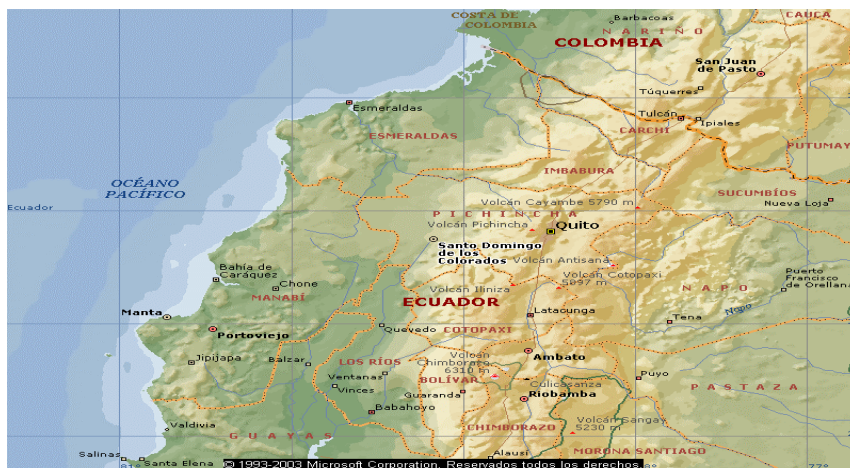 COSTA DE
COLOMBIA
Barbacoas
CAUCA
NARIÑO
COLOMBIA
San Juan
de Pasto
Túquerres
Esmeraldas
Tulcán
Ipiales
ESMERALDAS
CARCHI
PUTUMAY
IMBABURA
OCÉANO
PACÍFICO
SUCUMBÍOS
Volcán Cayambe 5790 m
Nueva Loja
Ecuador
PICHINCHA
Volcán Pichincha
Quito
Santo Domingo
de los
Colorados
Volcán Antisana
Bahía de
Caráquez
Volcán Cotopaxi
5897 m
Puerto
Francisco
de Orellan
Chone
Volcán Iliniza
NAPO
MANABÍ
ECUADOR
Napo
Manta
Latacunga
Tena
Portoviejo
Quevedo
COTOPAXI
Jipijapa
Balzar
LOS RÍOS
Volcán
Chimborazo
6310 m
Ambato
Ventanas
BOLÍVAR
Culicasanza
Puyo
Vinces
Guaranda
Riobamba
PASTAZA
Babahoyo
Valdivia
GUAYAS
CHIMBORAZO
Volcán Sangay
5230 m
Salinas
Alausí
MORONA SANTIAGO
81°
Santa Elena
© 1993-2003 Microsoft Corporation. Reservados todos los derechos.
77°